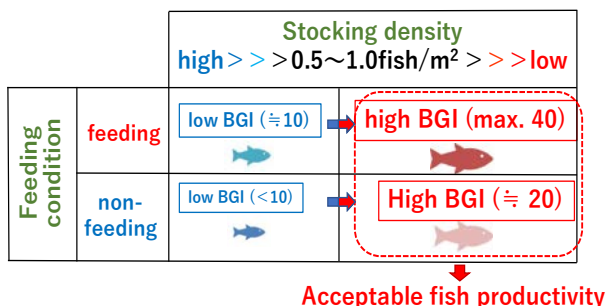 Stocking density
high> > >0.5～1.0fish/m² > > >low
Feeding condition
feeding
low BGI (≒10)
high BGI (max. 40)
non-feeding
low BGI (<10)
High BGI (≒ 20)
Acceptable fish productivity